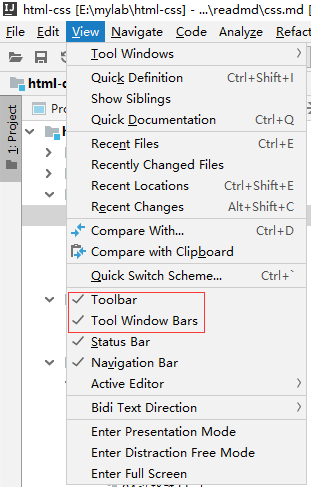 html-css [E:\mylab\html-css] - ...\readmd\css.md
File Edit View Navigate Code Analyze Refact
html-
Pro
1: Project
Tool Windows
Quick Definition Ctrl+Shift+I
Show Siblings
Quick Documentation Ctrl+Q
Recent Files Ctrl+E
Recently Changed Files
Recent Locations Ctrl+Shift+E
Recent Changes Alt+Shift+C
Compare With... Ctrl+D
Compare with Clipboard
Quick Switch Scheme... Ctrl+`
Toolbar
Tool Window Bars
Status Bar
Navigation Bar
Active Editor
Bidi Text Direction
Enter Presentation Mode
Enter Distraction Free Mode
Enter Full Screen